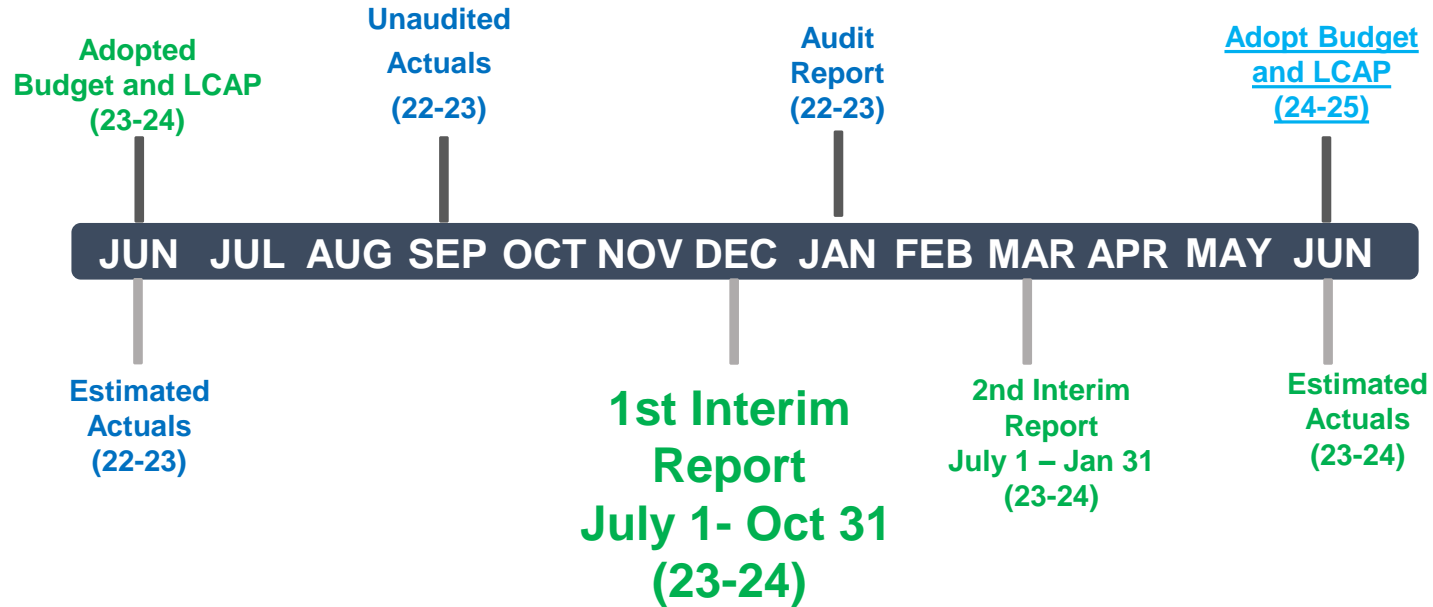 Adopted
Budget and LCAP
(23-24)
Unaudited
Actuals
(22-23)
Audit
Report
(22-23)
Adopt Budget
and LCAP
(24-25)
JUN JUL AUG SEP OCT NOV DEC JAN FEB MAR APR MAY JUN
Estimated
Actuals
(22-23)
1st Interim
Report
July 1- Oct 31
(23-24)
2nd Interim
Report
July 1 – Jan 31
(23-24)
Estimated
Actuals
(23-24)